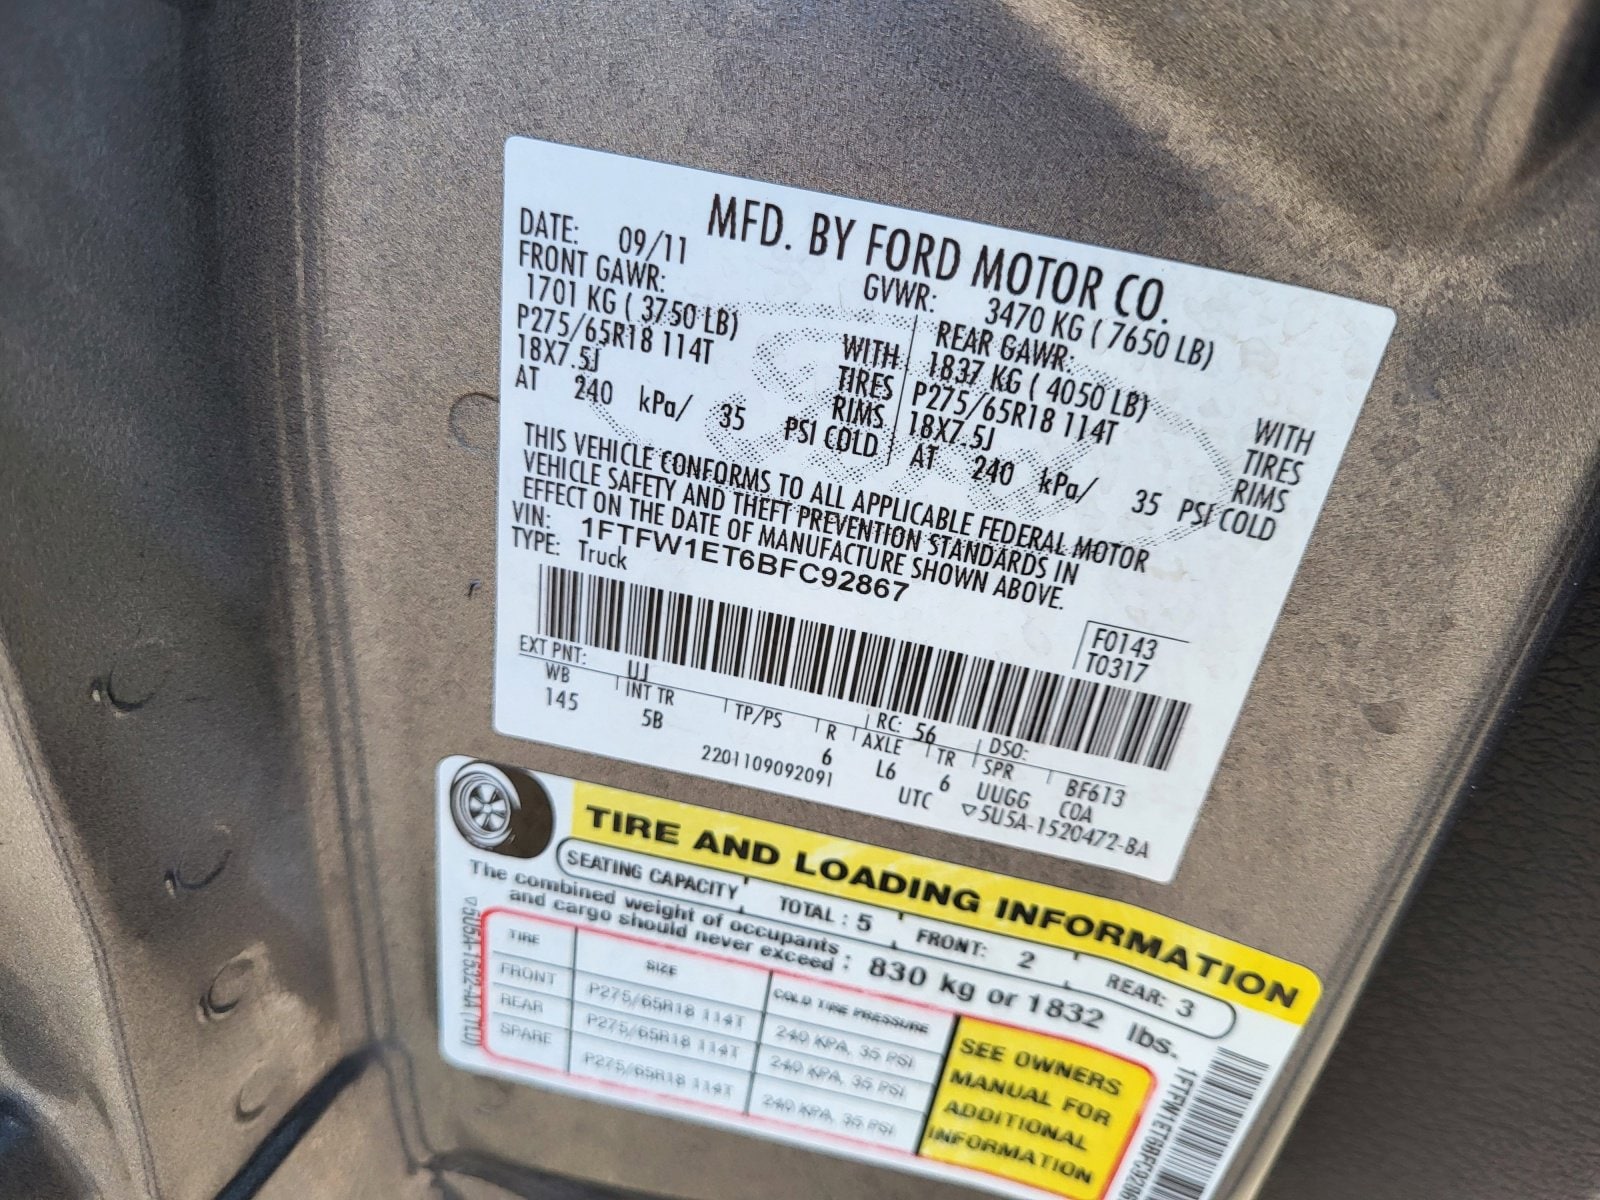 MFD. BY FORD MOTOR CO.
DATE: 09/11 GVWR: 3470 KG ( 7650 LB)
FRONT GAWR: REAR GAWR:
1701 KG ( 3750 LB) WITH 1837 KG ( 4050 LB) WITH
P275/65R18 114T TIRES P275/65R18 114T TIRES
18X7.5J RIMS 18X7.5J RIMS
AT 240 kPa/ 35 PSI COLD AT 240 kPa/ 35 PSI COLD
THIS VEHICLE CONFORMS TO ALL APPLICABLE FEDERAL MOTOR
VEHICLE SAFETY AND THEFT PREVENTION STANDARDS IN
EFFECT ON THE DATE OF MANUFACTURE SHOWN ABOVE.
VIN: 1FTFW1ET6BFC92867
TYPE: Truck
F0143
T0317
EXT PNT: UJ RC: 56 DSO:
WB INT TR TP/PS R AXLE TR SPR BF613
145 5B 6 L6 6 UUGG COA
2201109092091 UTC ▽5U5A-1520472-BA
TIRE AND LOADING INFORMATION
SEATING CAPACITY TOTAL : 5 FRONT: 2 REAR: 3
The combined weight of occupants
and cargo should never exceed : 830 kg or 1832 lbs.
TIRE SIZE COLD TIRE PRESSURE
FRONT P275/65R18 114T 240 KPA, 35 PSI
REAR P275/65R18 114T 240 KPA, 35 PSI
SPARE P275/65R18 114T 240 KPA, 35 PSI
SEE OWNERS
MANUAL FOR
ADDITIONAL
INFORMATION